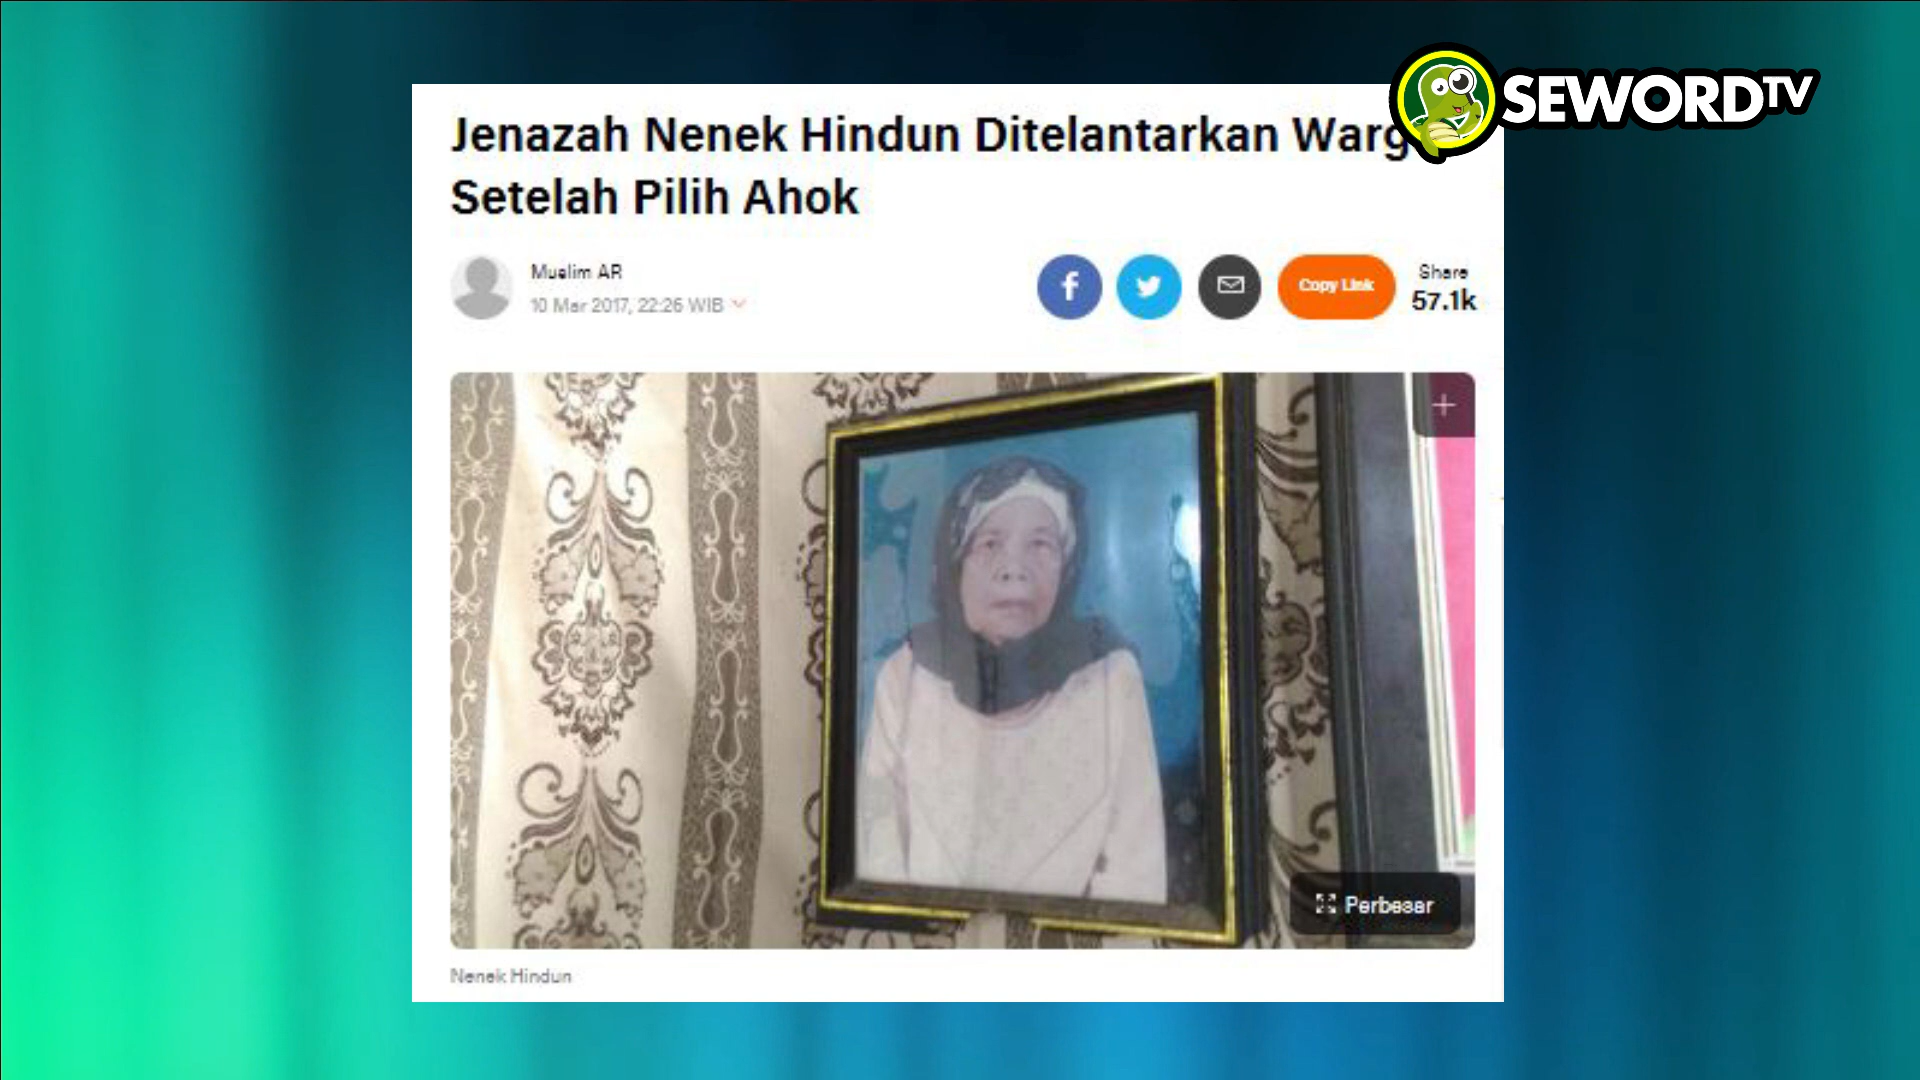 SEWORDTV
Jenazah Nenek Hindun Ditelantarkan Warg
Setelah Pilih Ahok
Muslim AR
10 Mar 2017, 22:26 WIB
Copy Link
Share
57.1k
Perbesar
Nenek Hindun